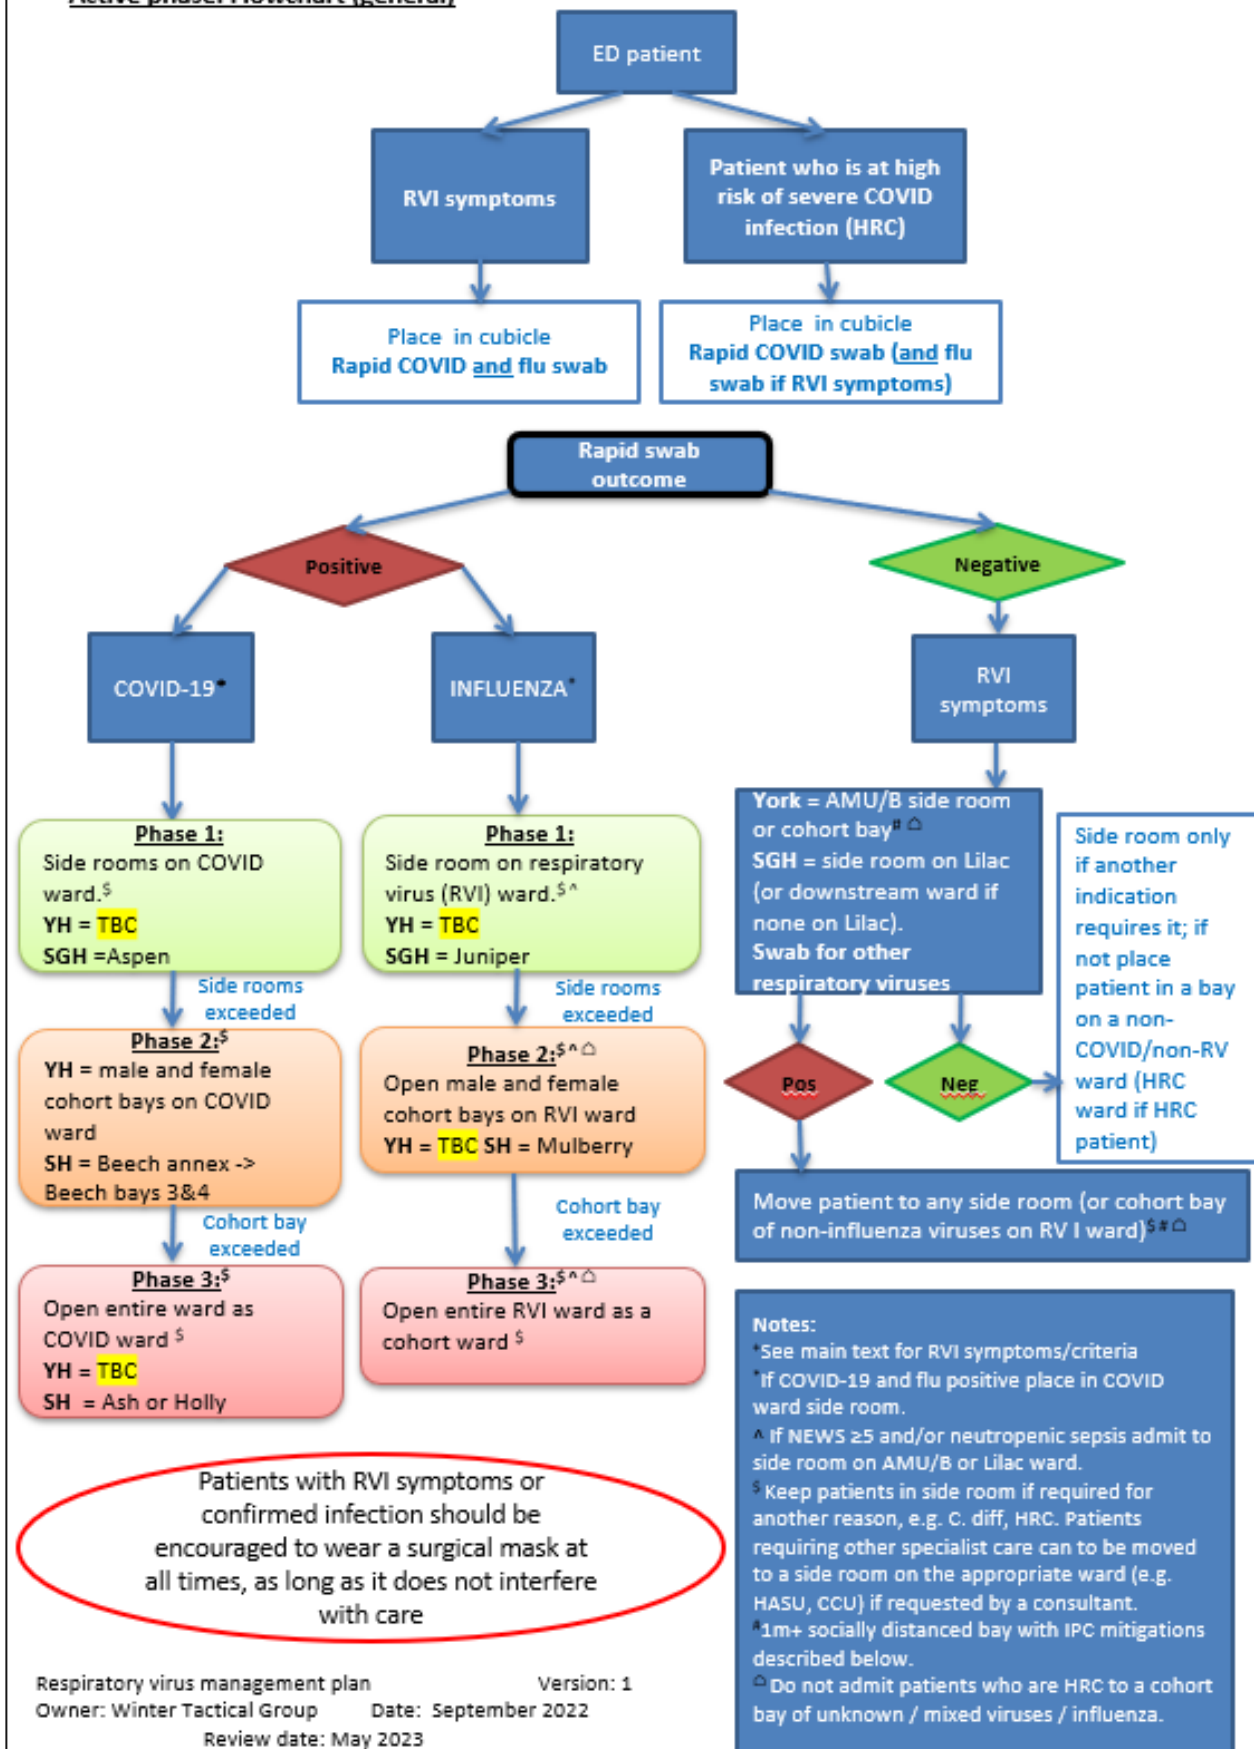 Active phase: Flowchart (general)
ED patient
RVI symptoms
Patient who is at high
risk of severe COVID
infection (HRC)
Place in cubicle
Rapid COVID and flu swab
Place in cubicle
Rapid COVID swab (and flu
swab if RVI symptoms)
Rapid swab
outcome
Positive
Negative
COVID-19*
INFLUENZA*
RVI
symptoms
Phase 1:
Side rooms on COVID
ward.$
YH = TBC
SGH =Aspen
Side rooms
exceeded
Phase 2:$
YH = male and female
cohort bays on COVID
ward
SH = Beech annex ->
Beech bays 3&4
Cohort bay
exceeded
Phase 3:$
Open entire ward as
COVID ward $
YH = TBC
SH = Ash or Holly
Phase 1:
Side room on respiratory
virus (RVI) ward.$ ^
YH = TBC
SGH = Juniper
Side rooms
exceeded
Phase 2:$ ^ ⌂
Open male and female
cohort bays on RVI ward
YH = TBC SH = Mulberry
Cohort bay
exceeded
Phase 3:$ ^ ⌂
Open entire RVI ward as a
cohort ward $
York = AMU/B side room
or cohort bay# ⌂
SGH = side room on Lilac
(or downstream ward if
none on Lilac).
Swab for other
respiratory viruses
Side room only
if another
indication
requires it; if
not place
patient in a bay
on a non-
COVID/non-RV
ward (HRC
ward if HRC
patient)
Pos
Neg
Move patient to any side room (or cohort bay
of non-influenza viruses on RV I ward)$ # ⌂
Notes:
*See main text for RVI symptoms/criteria
*If COVID-19 and flu positive place in COVID
ward side room.
^ If NEWS ≥5 and/or neutropenic sepsis admit to
side room on AMU/B or Lilac ward.
$ Keep patients in side room if required for
another reason, e.g. C. diff, HRC. Patients
requiring other specialist care can to be moved
to a side room on the appropriate ward (e.g.
HASU, CCU) if requested by a consultant.
#1m+ socially distanced bay with IPC mitigations
described below.
⌂ Do not admit patients who are HRC to a cohort
bay of unknown / mixed viruses / influenza.
Patients with RVI symptoms or
confirmed infection should be
encouraged to wear a surgical mask at
all times, as long as it does not interfere
with care
Respiratory virus management plan Version: 1
Owner: Winter Tactical Group Date: September 2022
Review date: May 2023